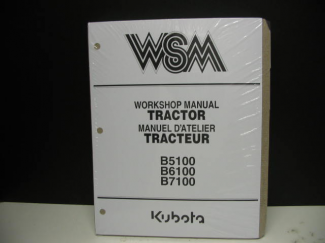 WSM
WORKSHOP MANUAL
TRACTOR
MANUEL D'ATELIER
TRACTEUR
B5100
B6100
B7100
Kubota